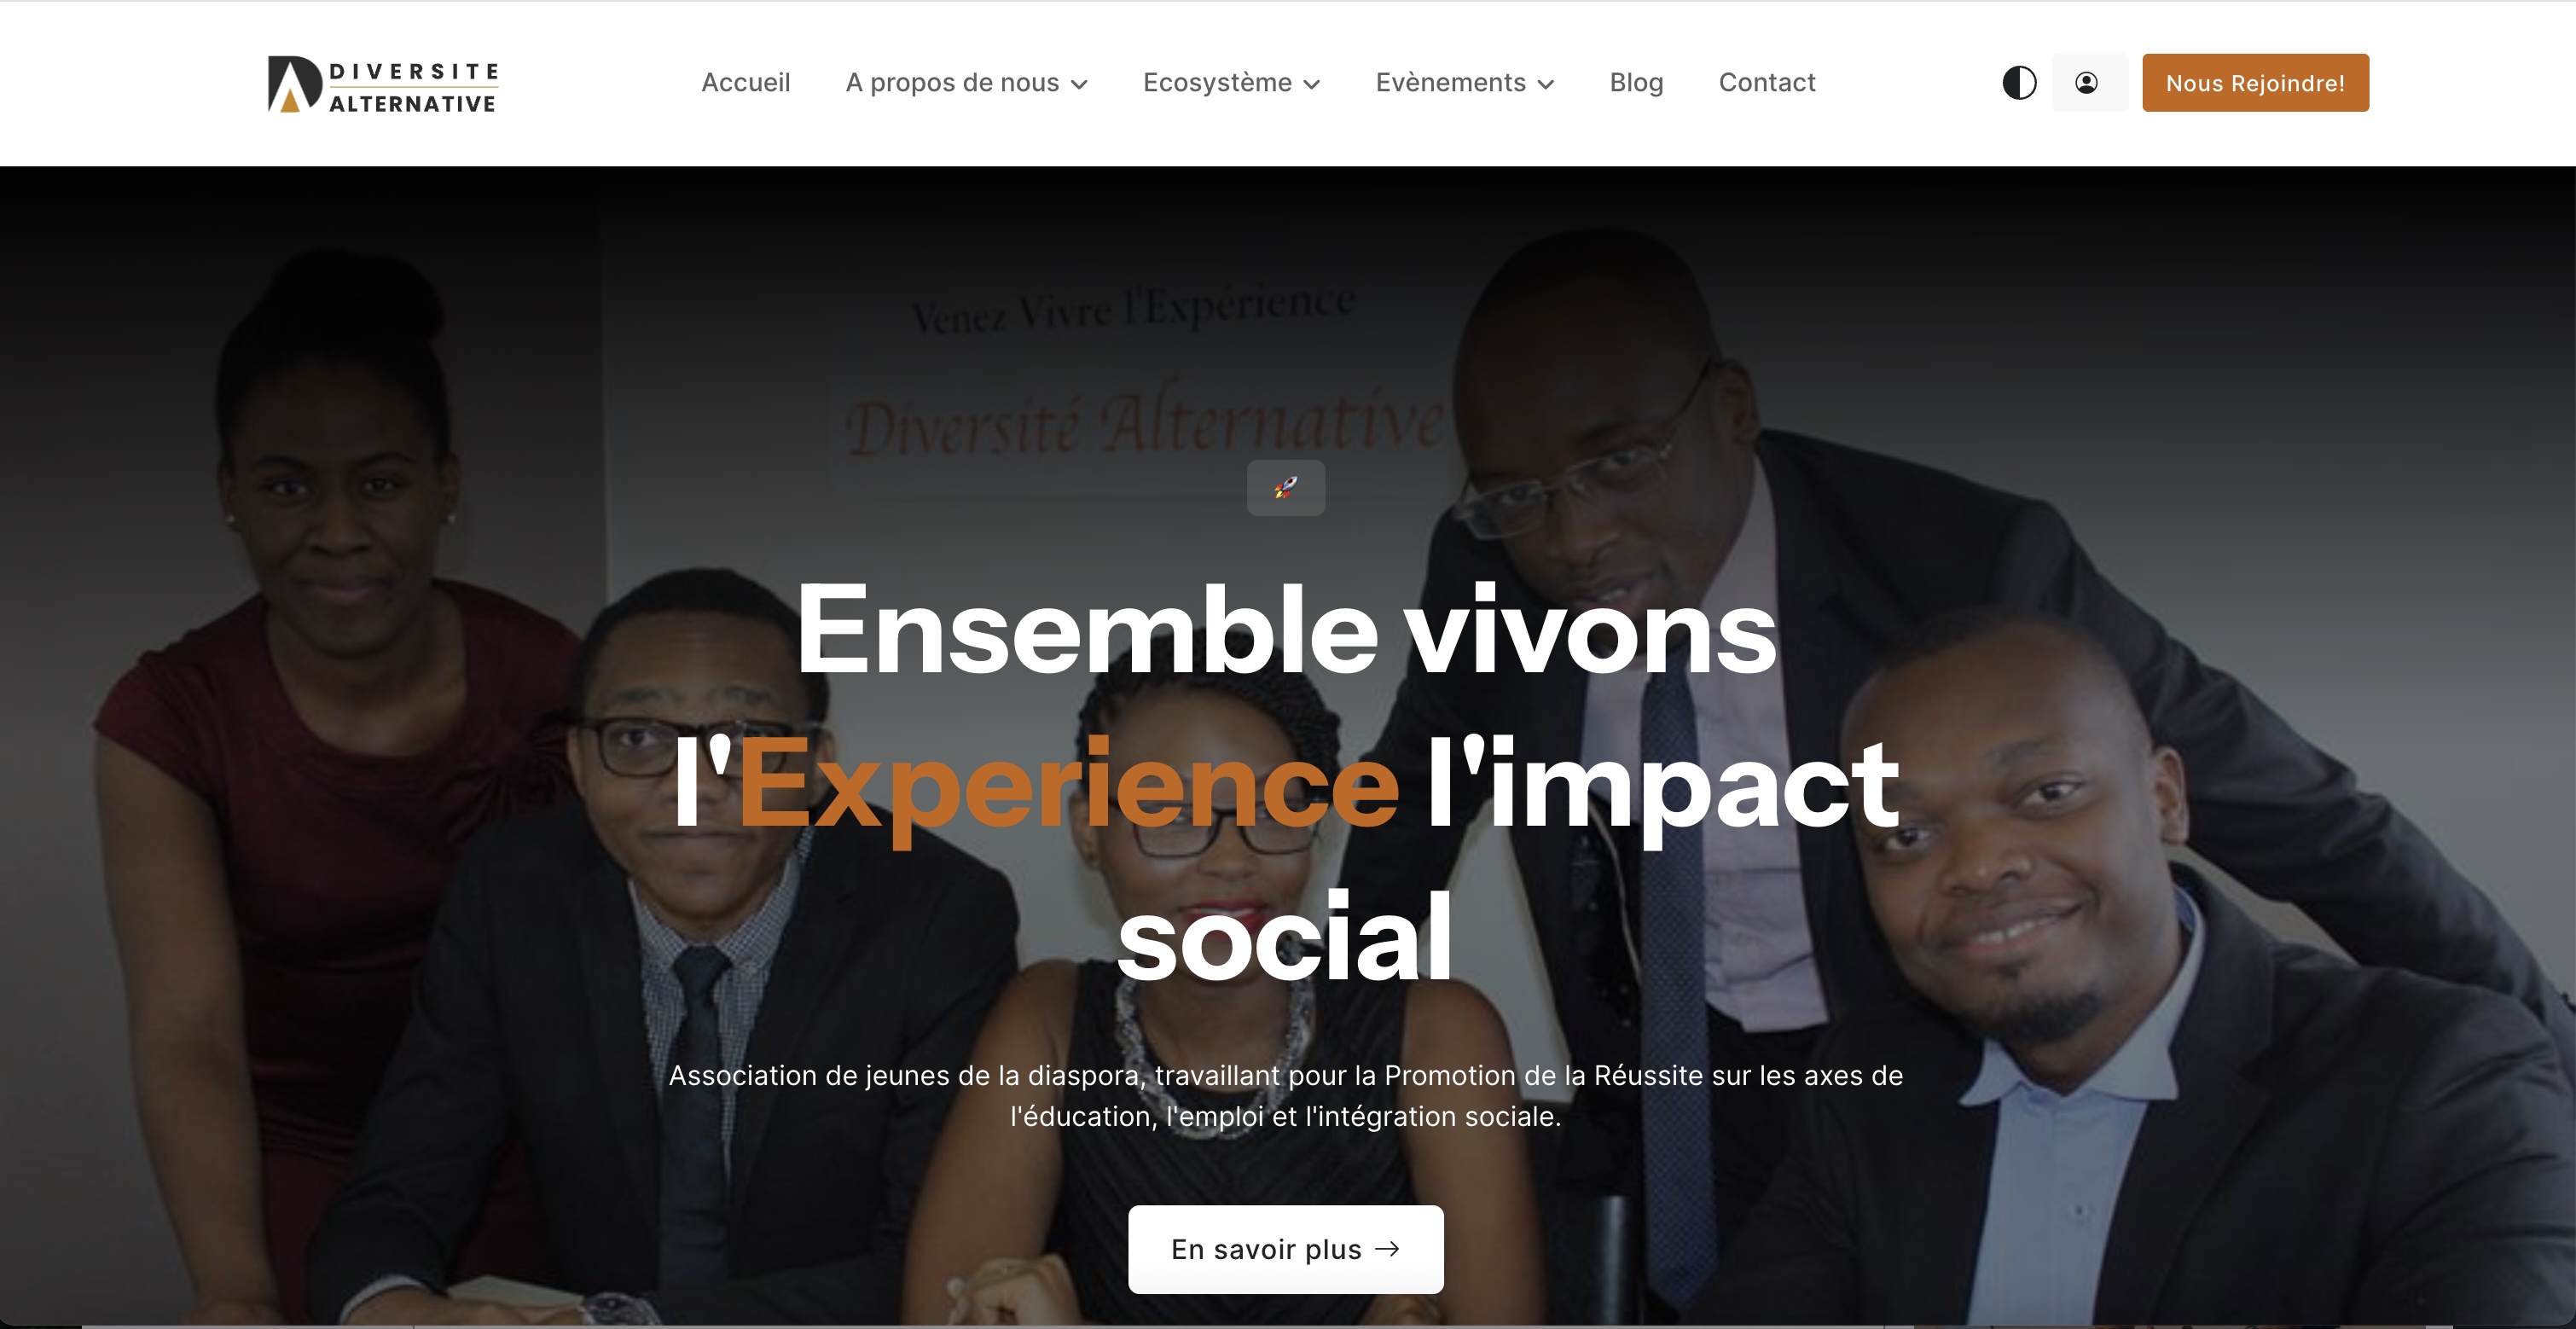 DIVERSITE
ALTERNATIVE
Accueil
A propos de nous
Ecosystème
Evènements
Blog
Contact
Nous Rejoindre!
Venez Vivre l'Expérience
Diversité Alternative
Ensemble vivons
l'Experience l'impact
social
Association de jeunes de la diaspora, travaillant pour la Promotion de la Réussite sur les axes de
l'éducation, l'emploi et l'intégration sociale.
En savoir plus →